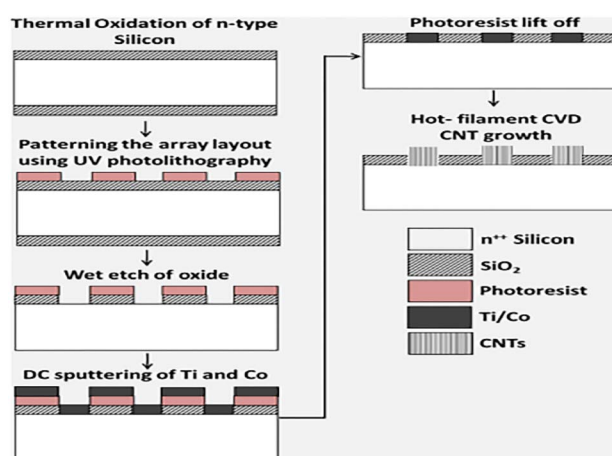 Thermal Oxidation of n-type
Silicon
Patterning the array layout
using UV photolithography
Wet etch of oxide
DC sputtering of Ti and Co
Photoresist lift off
Hot- filament CVD
CNT growth
n⁺⁺ Silicon
SiO₂
Photoresist
Ti/Co
CNTs